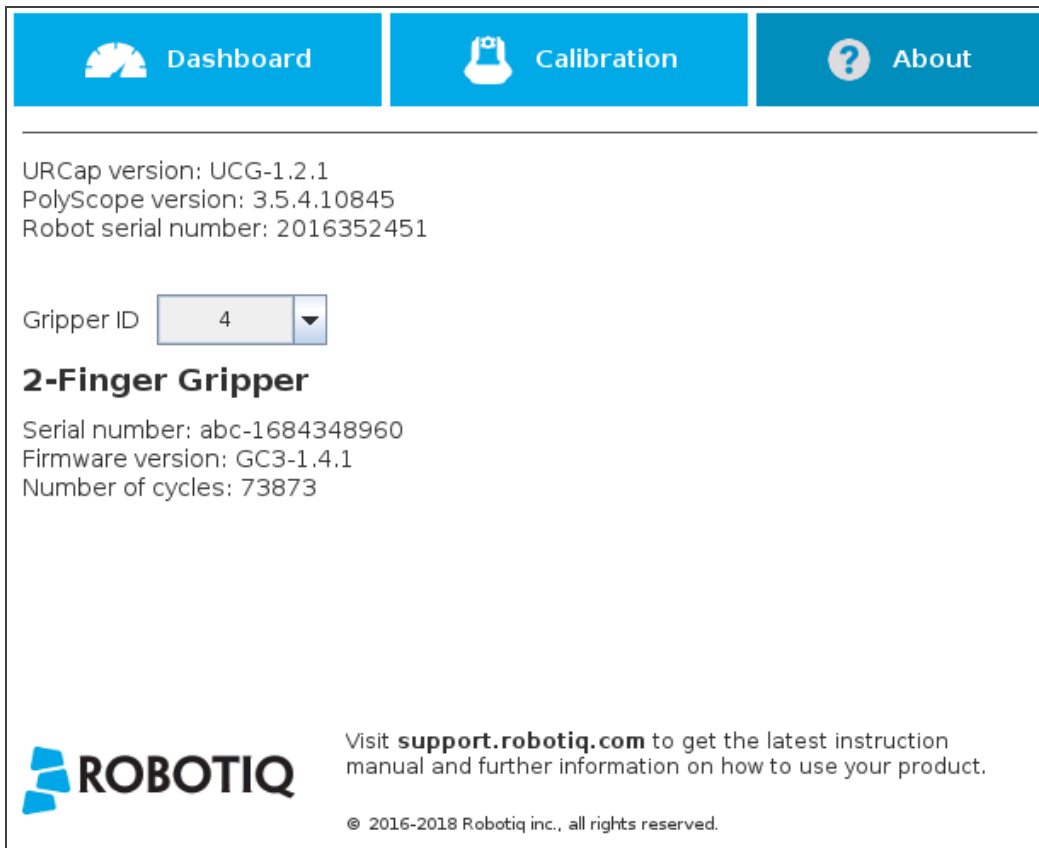 Dashboard
Calibration
? About
URCap version: UCG-1.2.1
PolyScope version: 3.5.4.10845
Robot serial number: 2016352451
Gripper ID 4
2-Finger Gripper
Serial number: abc-1684348960
Firmware version: GC3-1.4.1
Number of cycles: 73873
ROBOTIQ
Visit support.robotiq.com to get the latest instruction
manual and further information on how to use your product.
© 2016-2018 Robotiq inc., all rights reserved.